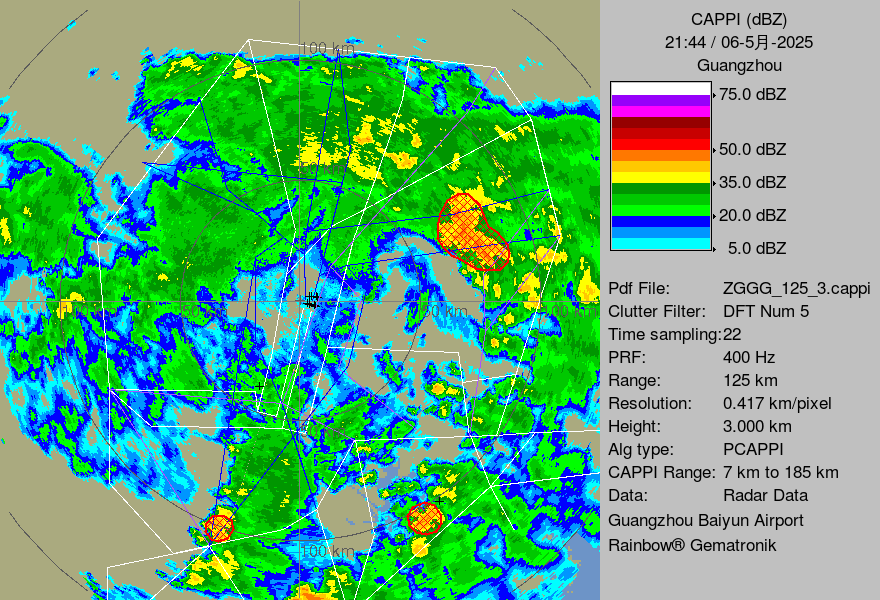 CAPPI (dBZ)
21:44 / 06-5月-2025
Guangzhou
75.0 dBZ
50.0 dBZ
35.0 dBZ
20.0 dBZ
5.0 dBZ
Pdf File: ZGGG_125_3.cappi
Clutter Filter: DFT Num 5
Time sampling:22
PRF: 400 Hz
Range: 125 km
Resolution: 0.417 km/pixel
Height: 3.000 km
Alg type: PCAPPI
CAPPI Range: 7 km to 185 km
Data: Radar Data
Guangzhou Baiyun Airport
Rainbow® Gematronik
100 km
100 km